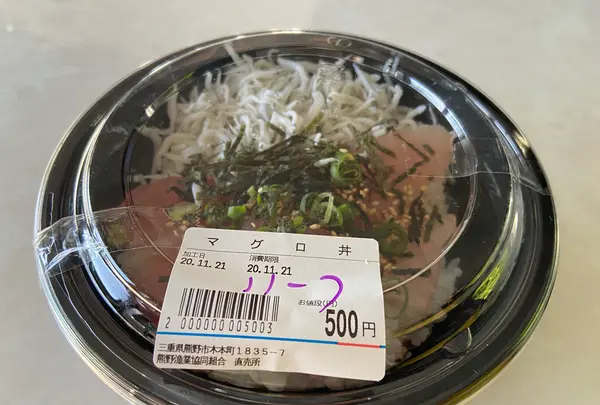 マグロ丼
加工日 消費期限
20.11.21 20.11.21
お値段(円)
500円
2 000000 005003
三重県熊野市木本町1835-7
熊野漁業協同組合 直売所